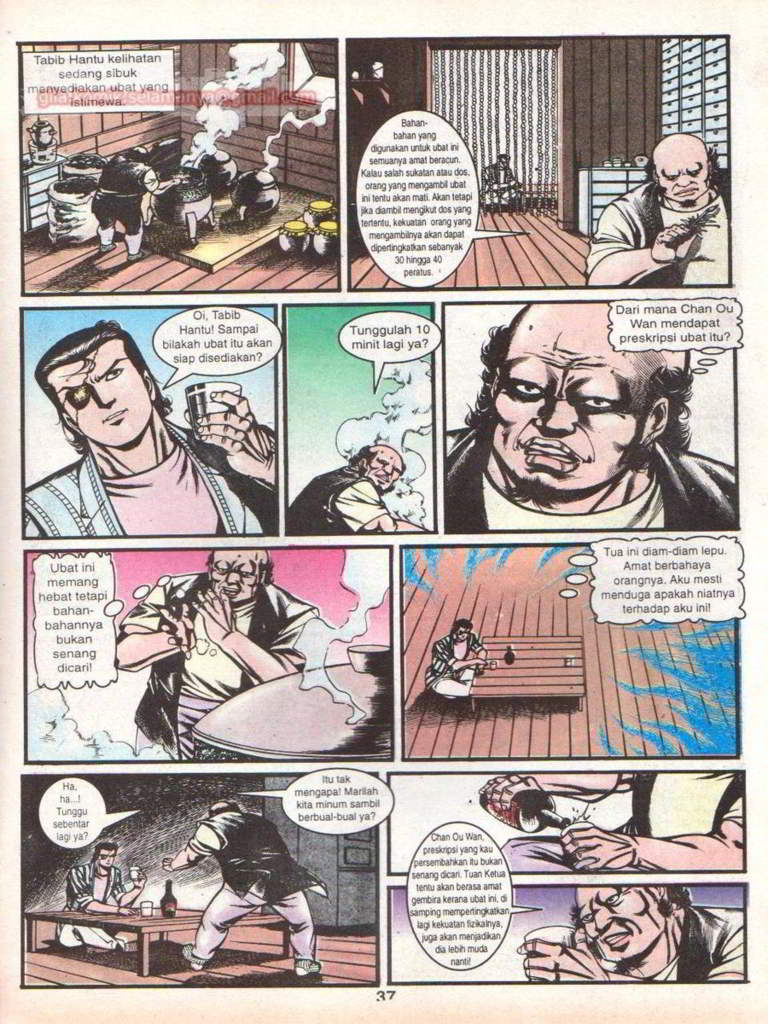 Tabib Hantu kelihatan
sedang sibuk
menyediakan ubat yang
istimewa.
Bahan-
bahan yang
digunakan untuk ubat ini
semuanya amat beracun.
Kalau salah sukatan atau dos,
orang yang mengambil ubat
ini tentu akan mati. Akan tetapi
jika diambil mengikut dos yang
tertentu, kekuatan orang yang
mengambilnya akan dapat
dipertingkatkan sebanyak
30 hingga 40
peratus.
Oi, Tabib
Hantu! Sampai
bilakah ubat itu akan
siap disediakan?
Tunggulah 10
minit lagi ya?
Dari mana Chan Ou
Wan mendapat
preskripsi ubat itu?
Ubat ini
memang
hebat tetapi
bahan-
bahannya
bukan
senang
dicari!
Tua ini diam-diam lepu.
Amat berbahaya
orangnya. Aku mesti
menduga apakah niatnya
terhadap aku ini!
Ha,
ha...!
Tunggu
sebentar
lagi ya?
Itu tak
mengapa! Marilah
kita minum sambil
berbual-bual ya?
Chan Ou Wan,
preskripsi yang kau
persembahkan itu bukan
senang dicari. Tuan Ketua
tentu akan berasa amat
gembira kerana ubat ini, di
samping mempertingkatkan
lagi kekuatan fizikalnya,
juga akan menjadikan
dia lebih muda
nanti!
37